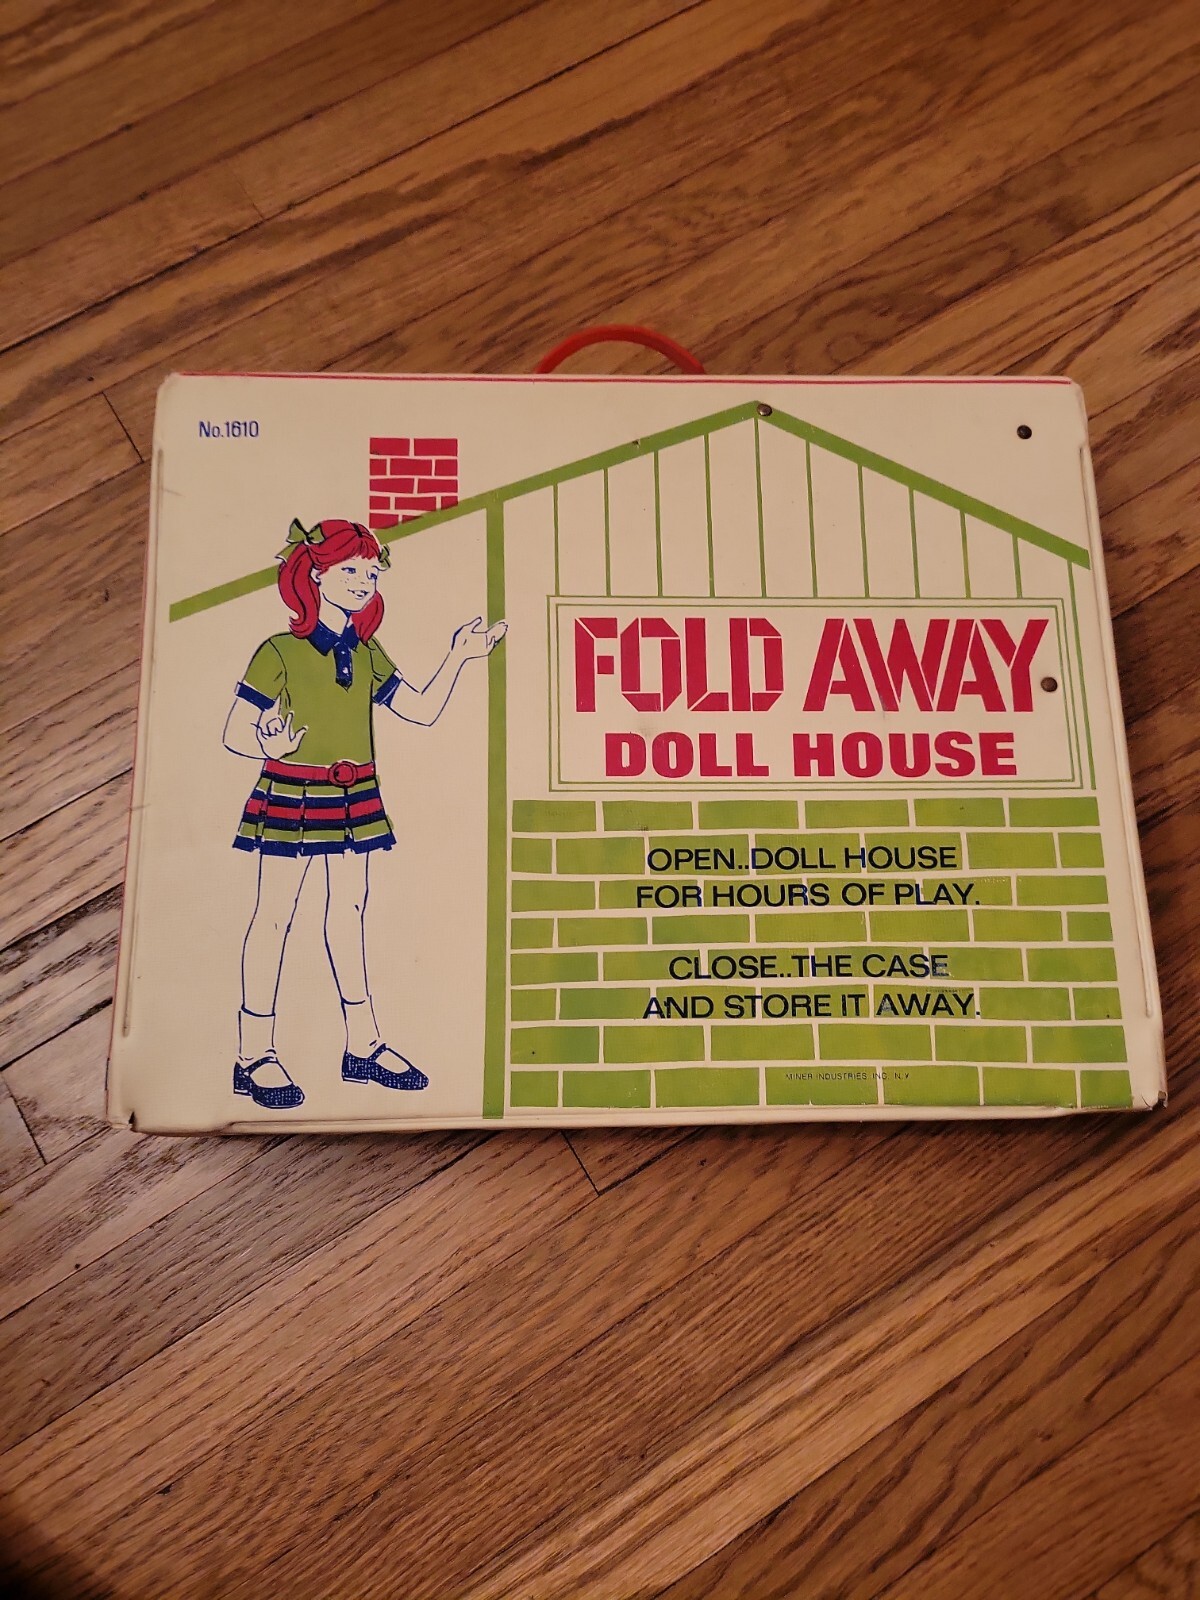 No.1610
FOLD AWAY
DOLL HOUSE
OPEN..DOLL HOUSE
FOR HOURS OF PLAY.
CLOSE..THE CASE
AND STORE IT AWAY.
MINER INDUSTRIES, INC. N.Y.